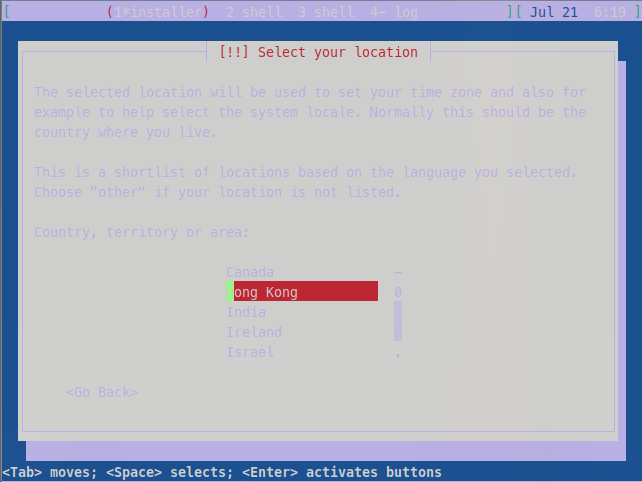 [ (1*installer) 2 shell 3 shell 4- log ][ Jul 21 6:19 ]
[!!] Select your location
The selected location will be used to set your time zone and also for
example to help select the system locale. Normally this should be the
country where you live.
This is a shortlist of locations based on the language you selected.
Choose "other" if your location is not listed.
Country, territory or area:
Canada -
ong Kong 0
India
Ireland
Israel .
<Go Back>
<Tab> moves; <Space> selects; <Enter> activates buttons